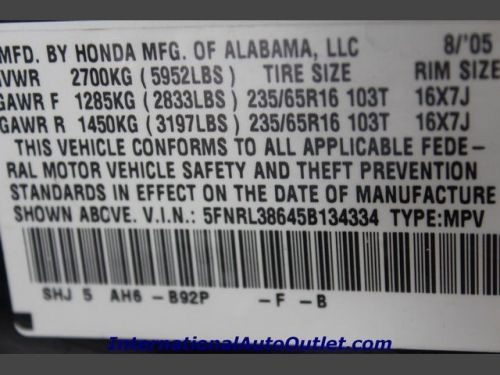 MFD. BY HONDA MFG. OF ALABAMA, LLC 8/'05
GVWR 2700KG (5952LBS) TIRE SIZE RIM SIZE
GAWR F 1285KG (2833LBS) 235/65R16 103T 16X7J
GAWR R 1450KG (3197LBS) 235/65R16 103T 16X7J
THIS VEHICLE CONFORMS TO ALL APPLICABLE FEDE-
RAL MOTOR VEHICLE SAFETY AND THEFT PREVENTION
STANDARDS IN EFFECT ON THE DATE OF MANUFACTURE
SHOWN ABOVE. V.I.N.: 5FNRL38645B134334 TYPE:MPV
SHJ 5 AH6 -B92P -F -B
InternationalAutoOutlet.com